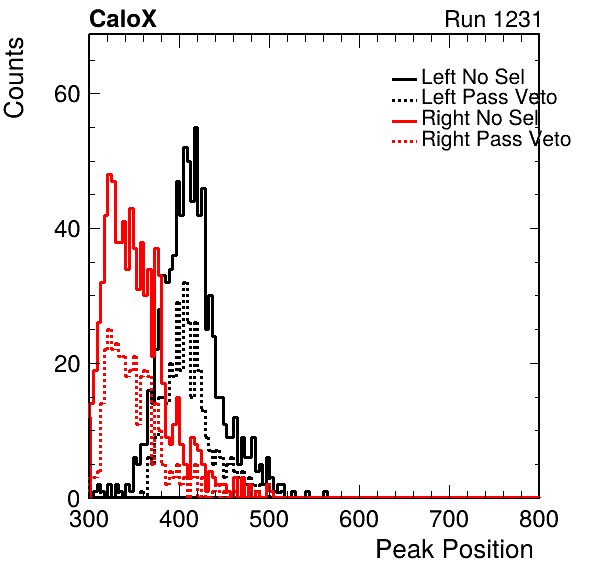 CaloX Run 1231
Counts
Left No Sel
Left Pass Veto
Right No Sel
Right Pass Veto
60
40
20
0
300 400 500 600 700 800
Peak Position